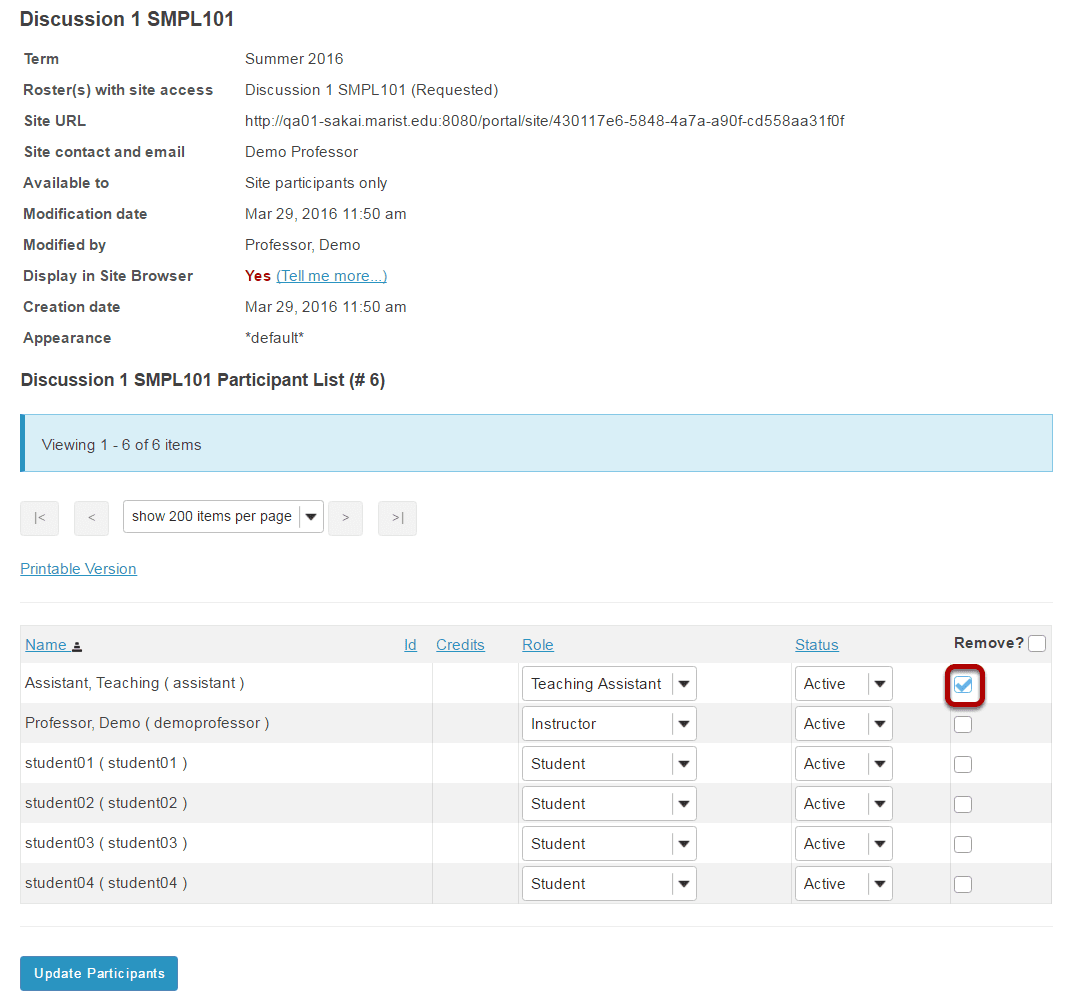 Discussion 1 SMPL101
Term Summer 2016
Roster(s) with site access Discussion 1 SMPL101 (Requested)
Site URL http://qa01-sakai.marist.edu:8080/portal/site/430117e6-5848-4a7a-a90f-cd558aa31f0f
Site contact and email Demo Professor
Available to Site participants only
Modification date Mar 29, 2016 11:50 am
Modified by Professor, Demo
Display in Site Browser Yes (Tell me more...)
Creation date Mar 29, 2016 11:50 am
Appearance *default*
Discussion 1 SMPL101 Participant List (# 6)
Viewing 1 - 6 of 6 items
|< < show 200 items per page > >|
Printable Version
Name Id Credits Role Status Remove?
Assistant, Teaching ( assistant ) Teaching Assistant Active
Professor, Demo ( demoprofessor ) Instructor Active
student01 ( student01 ) Student Active
student02 ( student02 ) Student Active
student03 ( student03 ) Student Active
student04 ( student04 ) Student Active
Update Participants